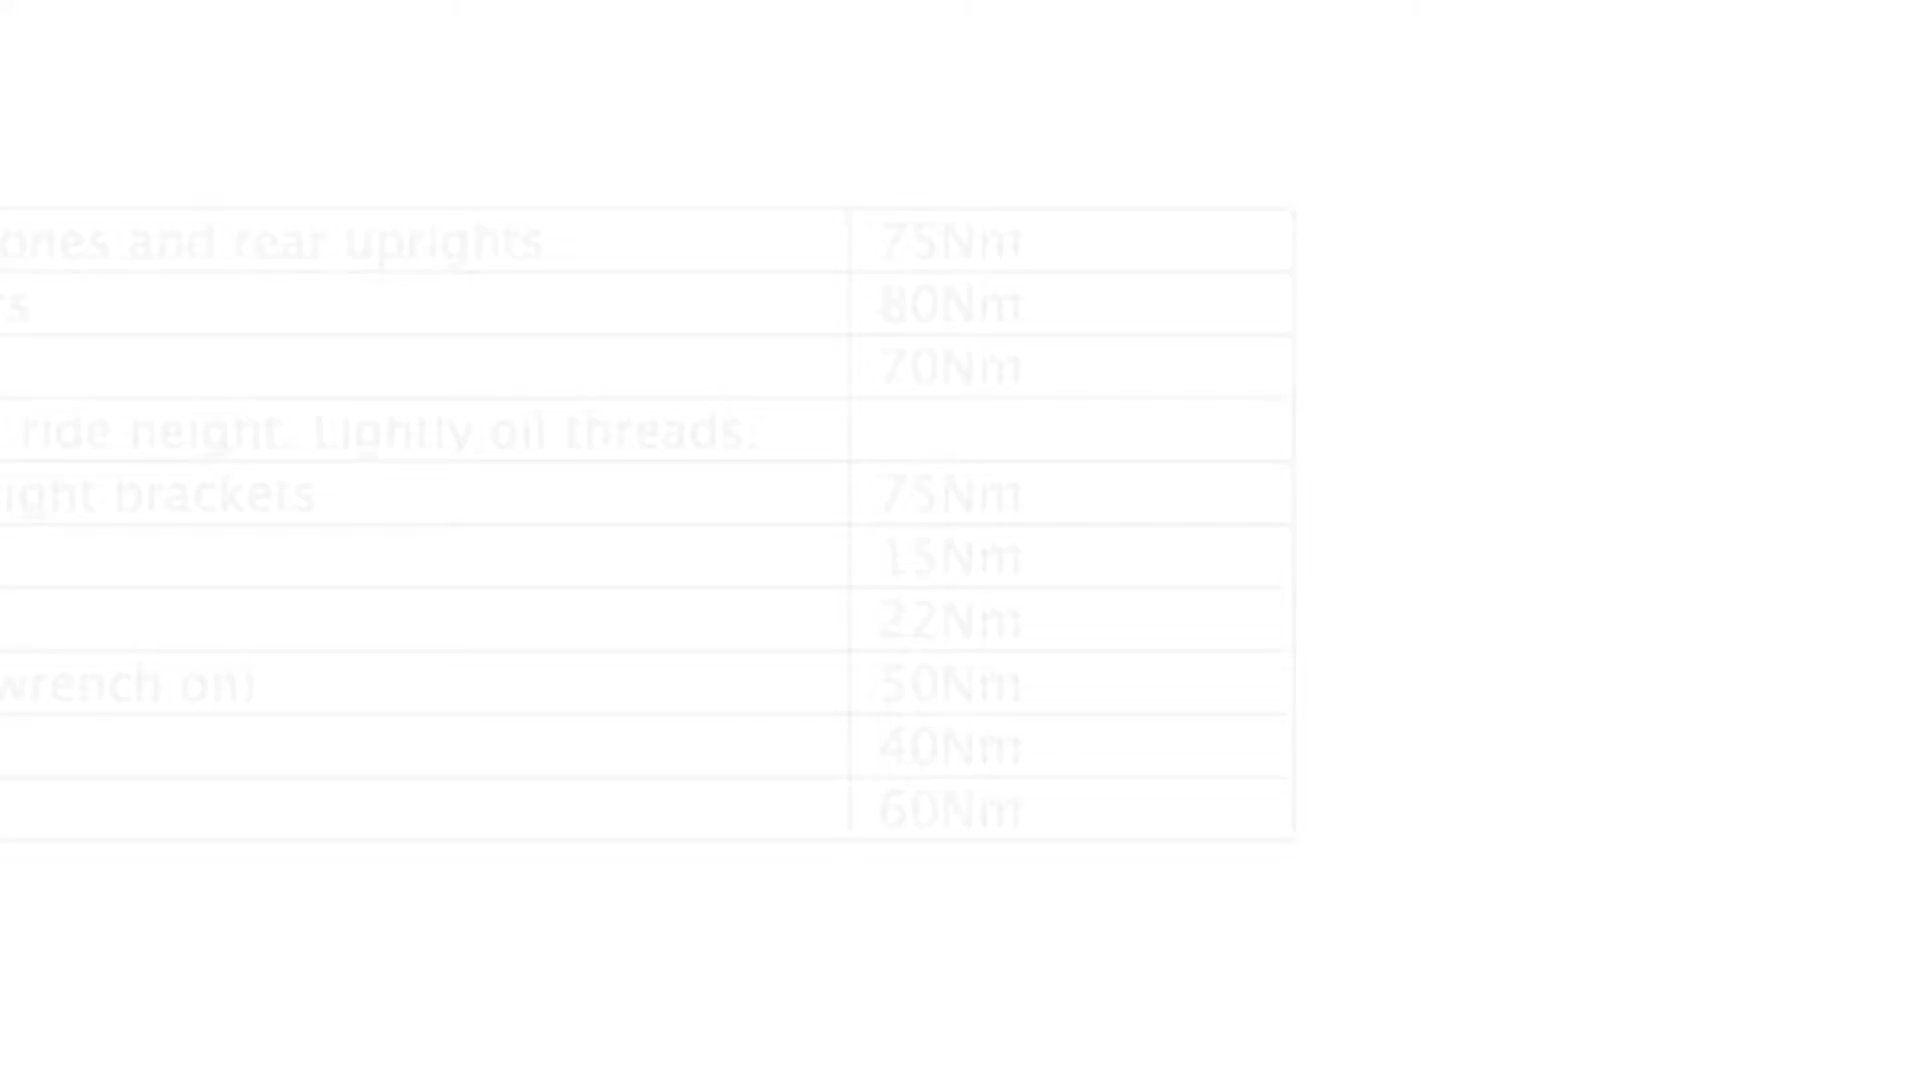 ones and rear uprights 75Nm
rs 80Nm
70Nm
ride height. Lightly oil threads:
ight brackets 75Nm
15Nm
22Nm
wrench on) 50Nm
40Nm
60Nm